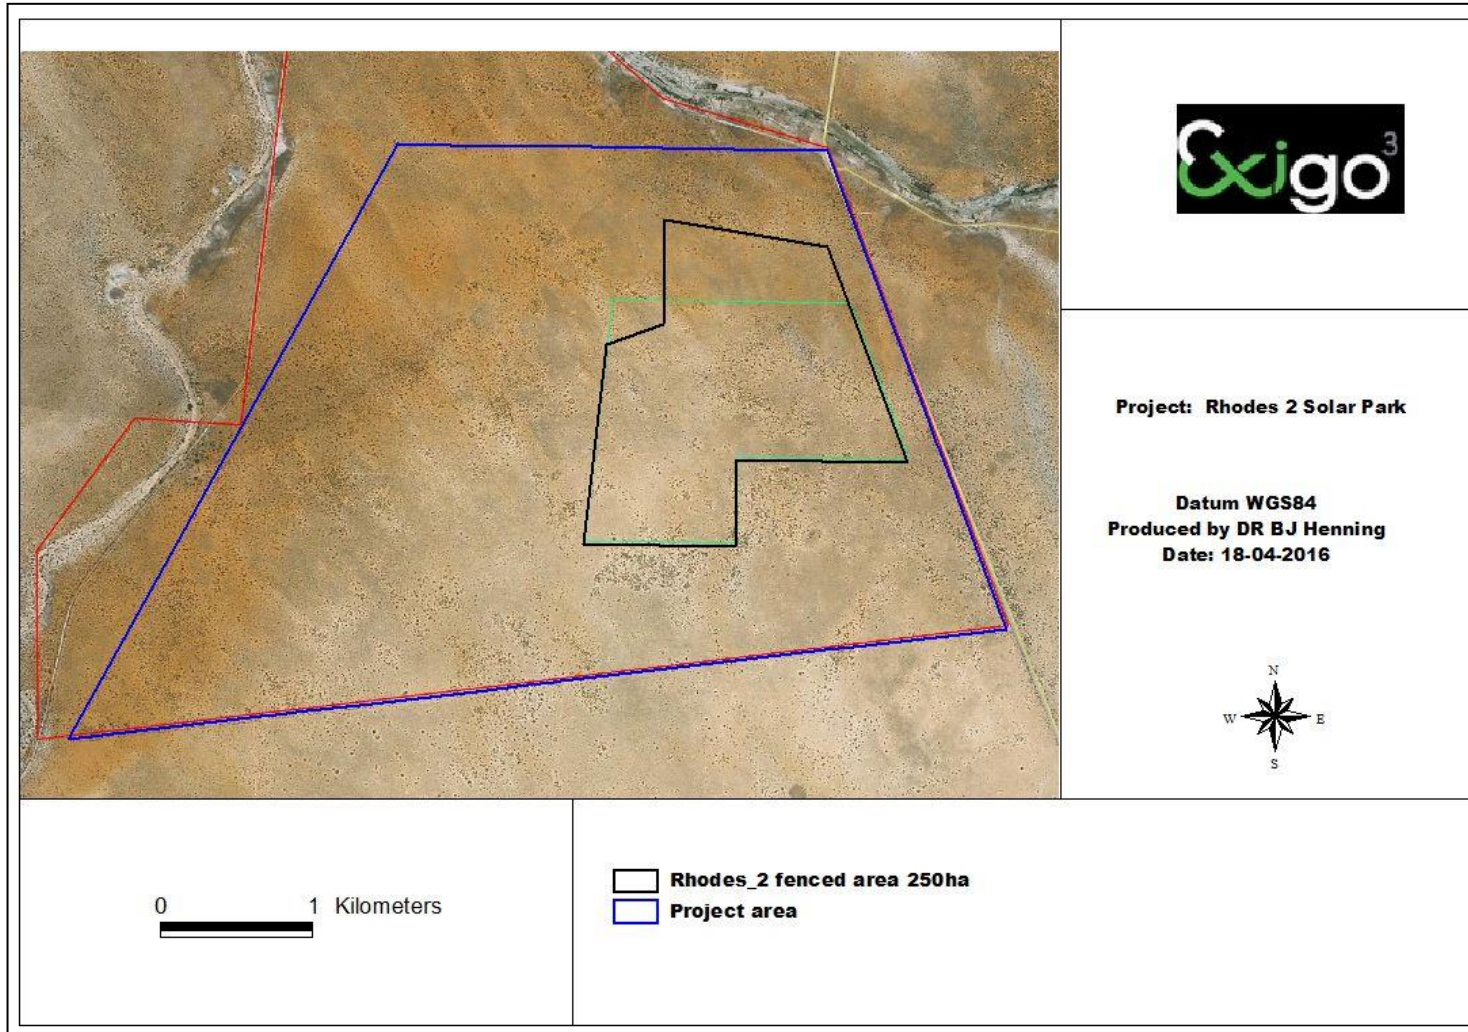 Exigo3
Project: Rhodes 2 Solar Park
Datum WGS84
Produced by DR BJ Henning
Date: 18-04-2016
N
W E
S
0 1 Kilometers
Rhodes_2 fenced area 250ha
Project area